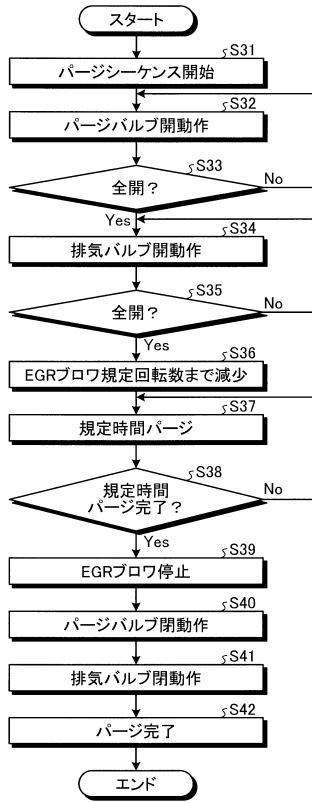 スタート
S31
パージシーケンス開始
S32
パージバルブ開動作
S33
全開？
No
Yes
S34
排気バルブ開動作
S35
全開？
No
Yes
S36
EGRブロワ規定回転数まで減少
S37
規定時間パージ
S38
規定時間
パージ完了？
No
Yes
S39
EGRブロワ停止
S40
パージバルブ閉動作
S41
排気バルブ閉動作
S42
パージ完了
エンド